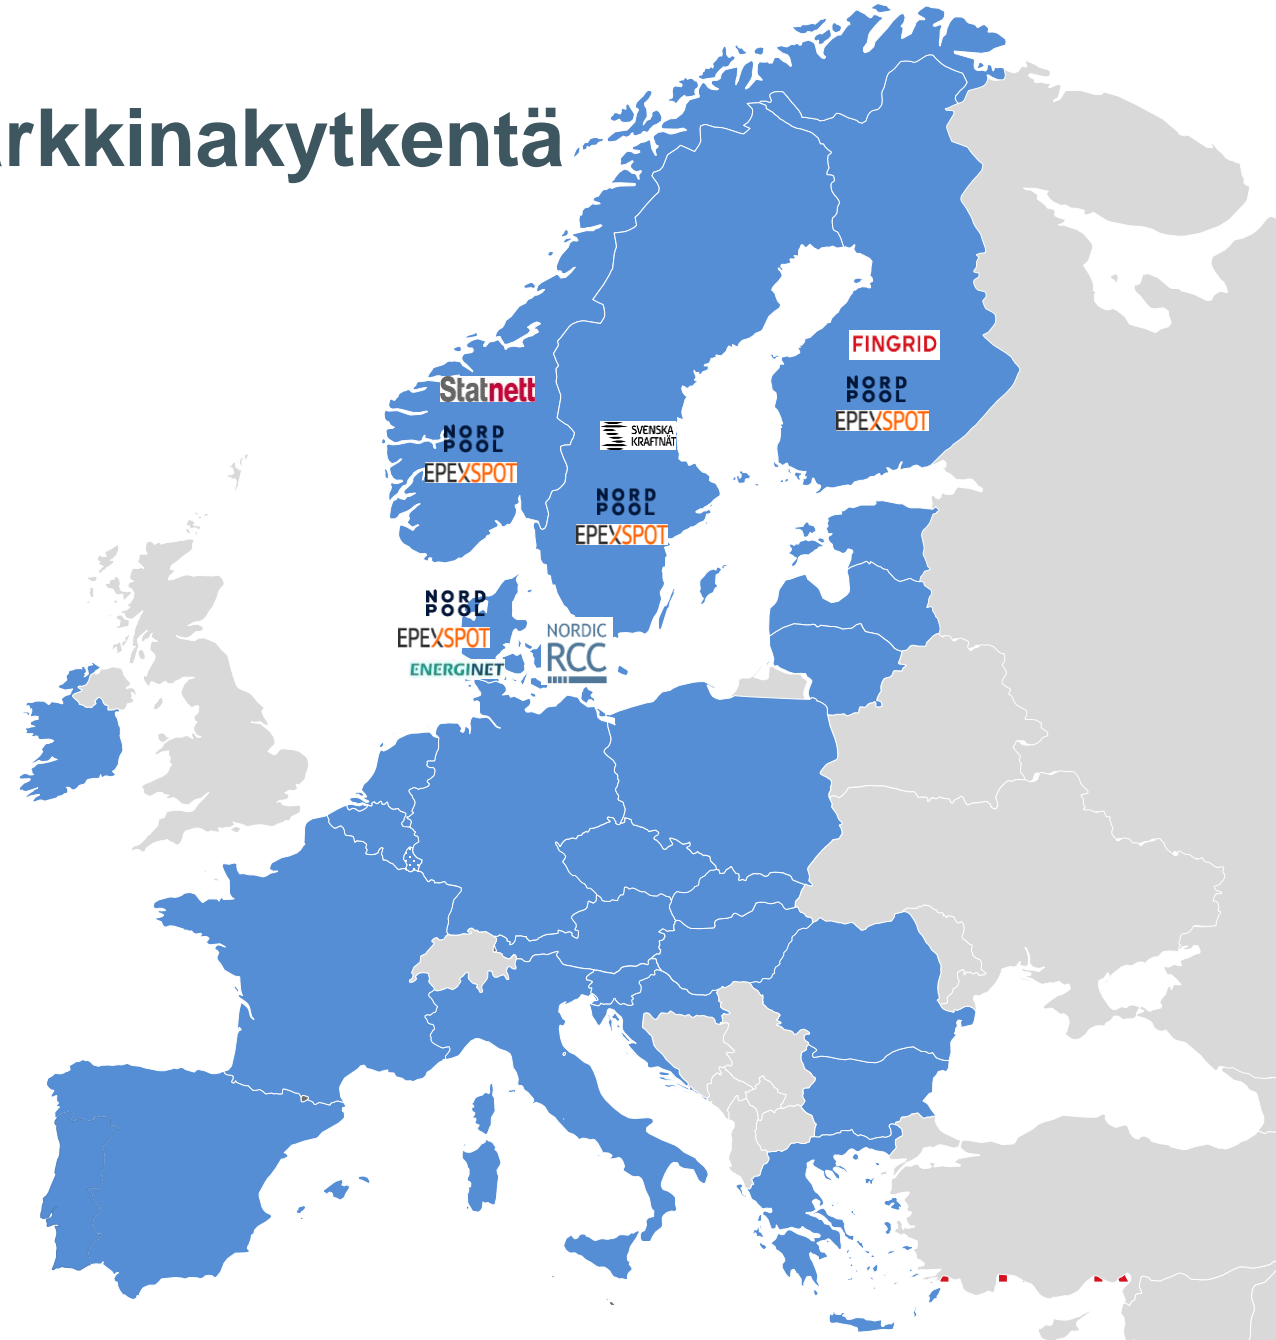 rkkinakytkentä
FINGRID
NORD
POOL
EPEXSPOT
Statnett
NORD
POOL
EPEXSPOT
SVENSKA
KRAFTNÄT
NORD
POOL
EPEXSPOT
NORD
POOL
EPEXSPOT
ENERGINET
NORDIC
RCC